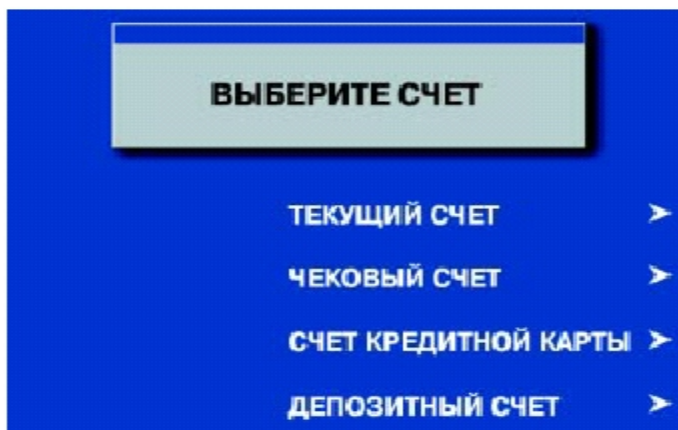 ВЫБЕРИТЕ СЧЕТ
ТЕКУЩИЙ СЧЕТ
ЧЕКОВЫЙ СЧЕТ
СЧЕТ КРЕДИТНОЙ КАРТЫ
ДЕПОЗИТНЫЙ СЧЕТ